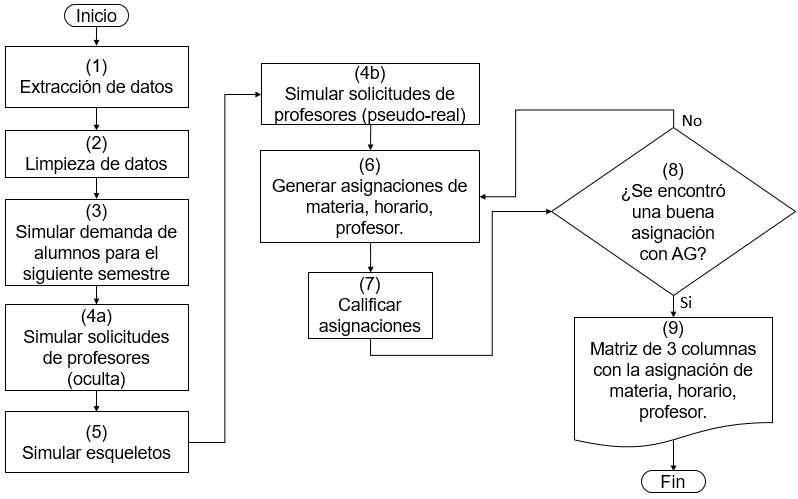 Inicio
(1)
Extracción de datos
(2)
Limpieza de datos
(3)
Simular demanda de
alumnos para el
siguiente semestre
(4a)
Simular solicitudes
de profesores
(oculta)
(5)
Simular esqueletos
(4b)
Simular solicitudes de
profesores (pseudo-real)
(6)
Generar asignaciones de
materia, horario,
profesor.
(7)
Calificar
asignaciones
No
(8)
¿Se encontró
una buena
asignación
con AG?
Si
(9)
Matriz de 3 columnas
con la asignación de
materia, horario,
profesor.
Fin